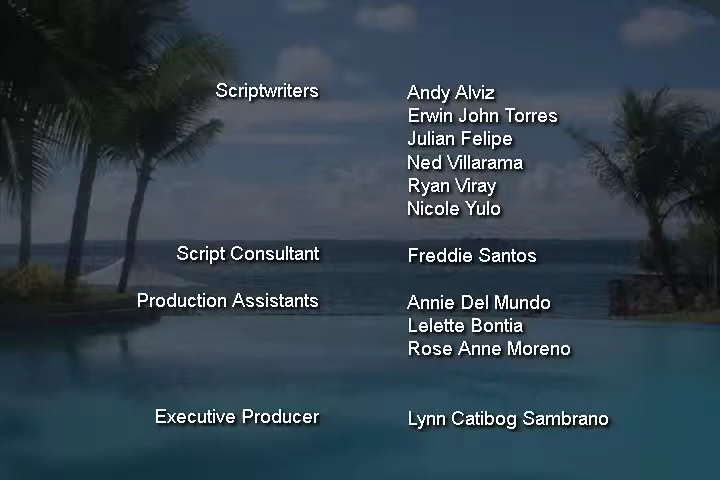 Scriptwriters Andy Alviz
Erwin John Torres
Julian Felipe
Ned Villarama
Ryan Viray
Nicole Yulo
Script Consultant Freddie Santos
Production Assistants Annie Del Mundo
Lelette Bontia
Rose Anne Moreno
Executive Producer Lynn Catibog Sambrano